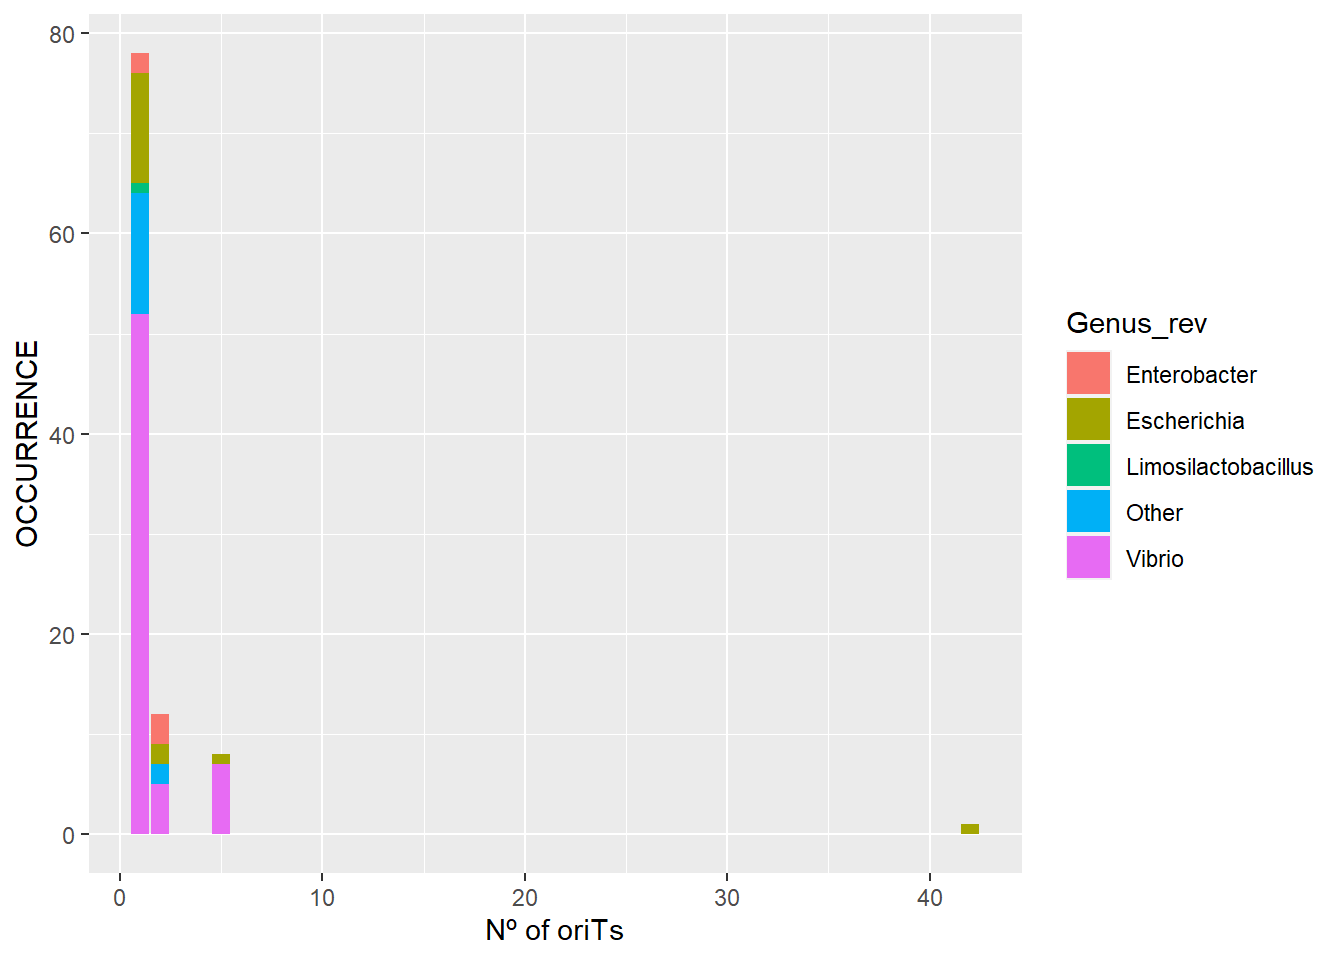 80
60
40
20
0
OCCURRENCE
0 10 20 30 40
Nº of oriTs
Genus_rev
Enterobacter
Escherichia
Limosilactobacillus
Other
Vibrio